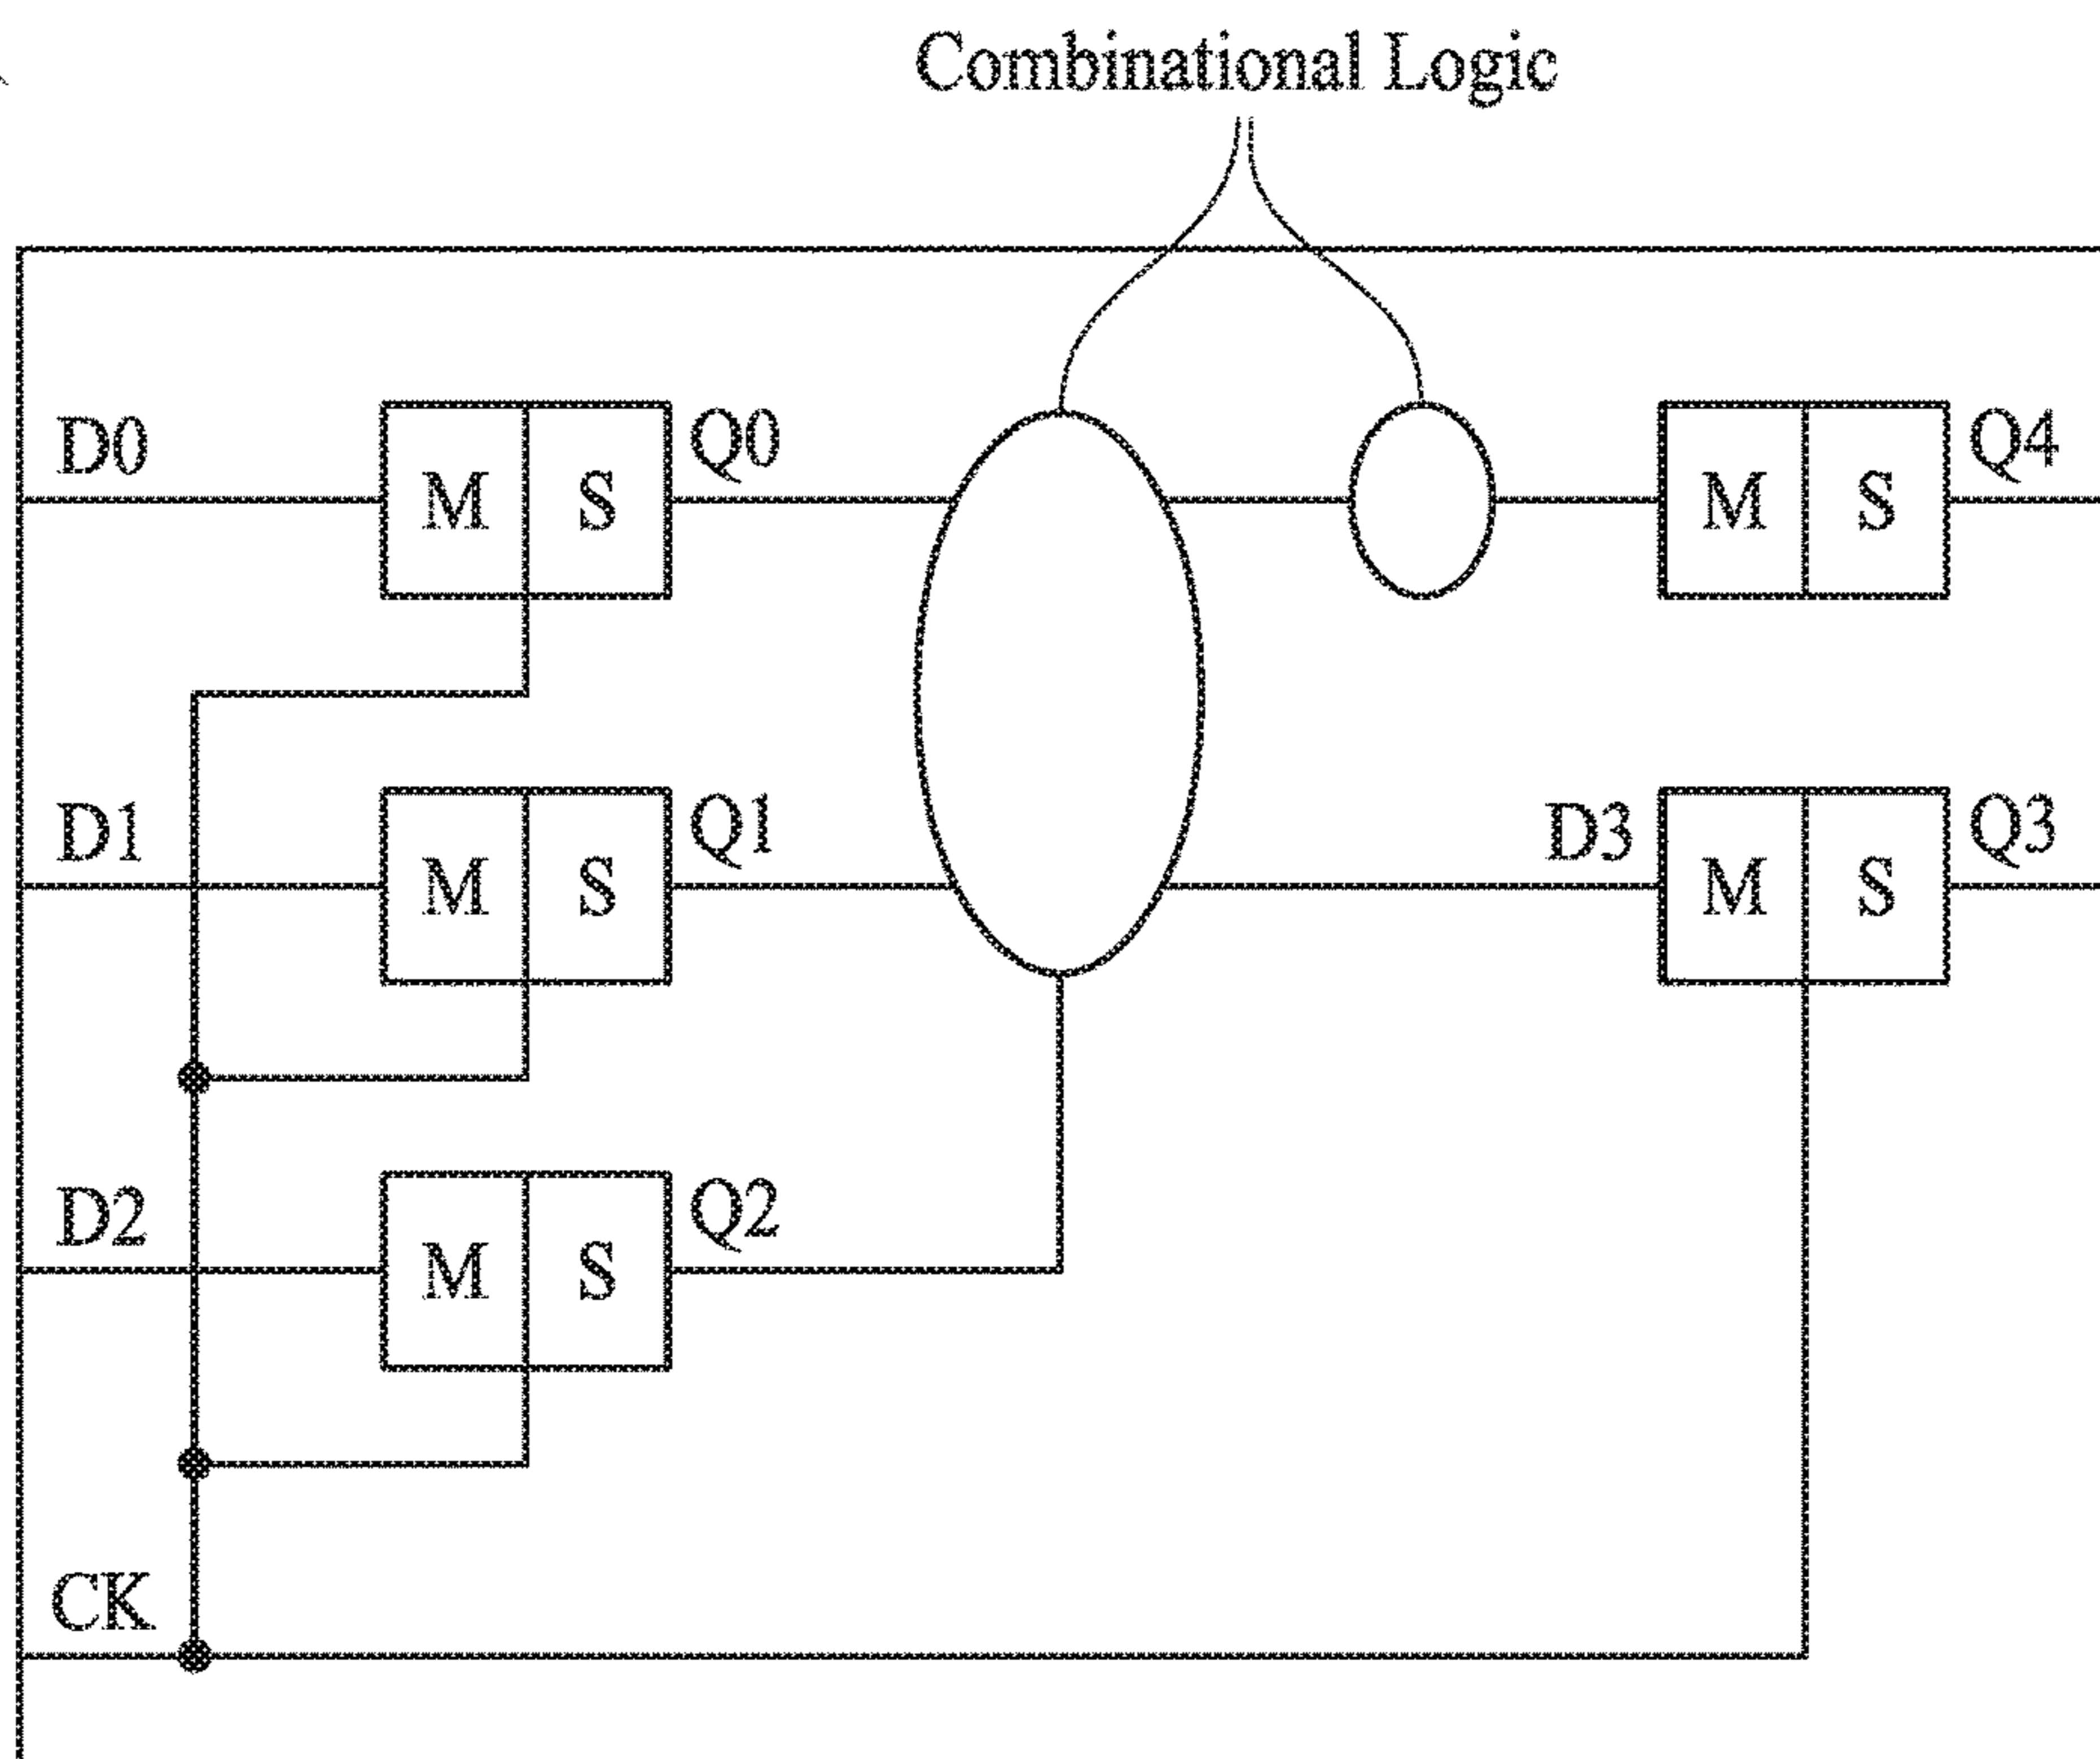 Combinational Logic
D0
M S
Q0
M S
Q4
D1
M S
Q1
D3
M S
Q3
D2
M S
Q2
CK